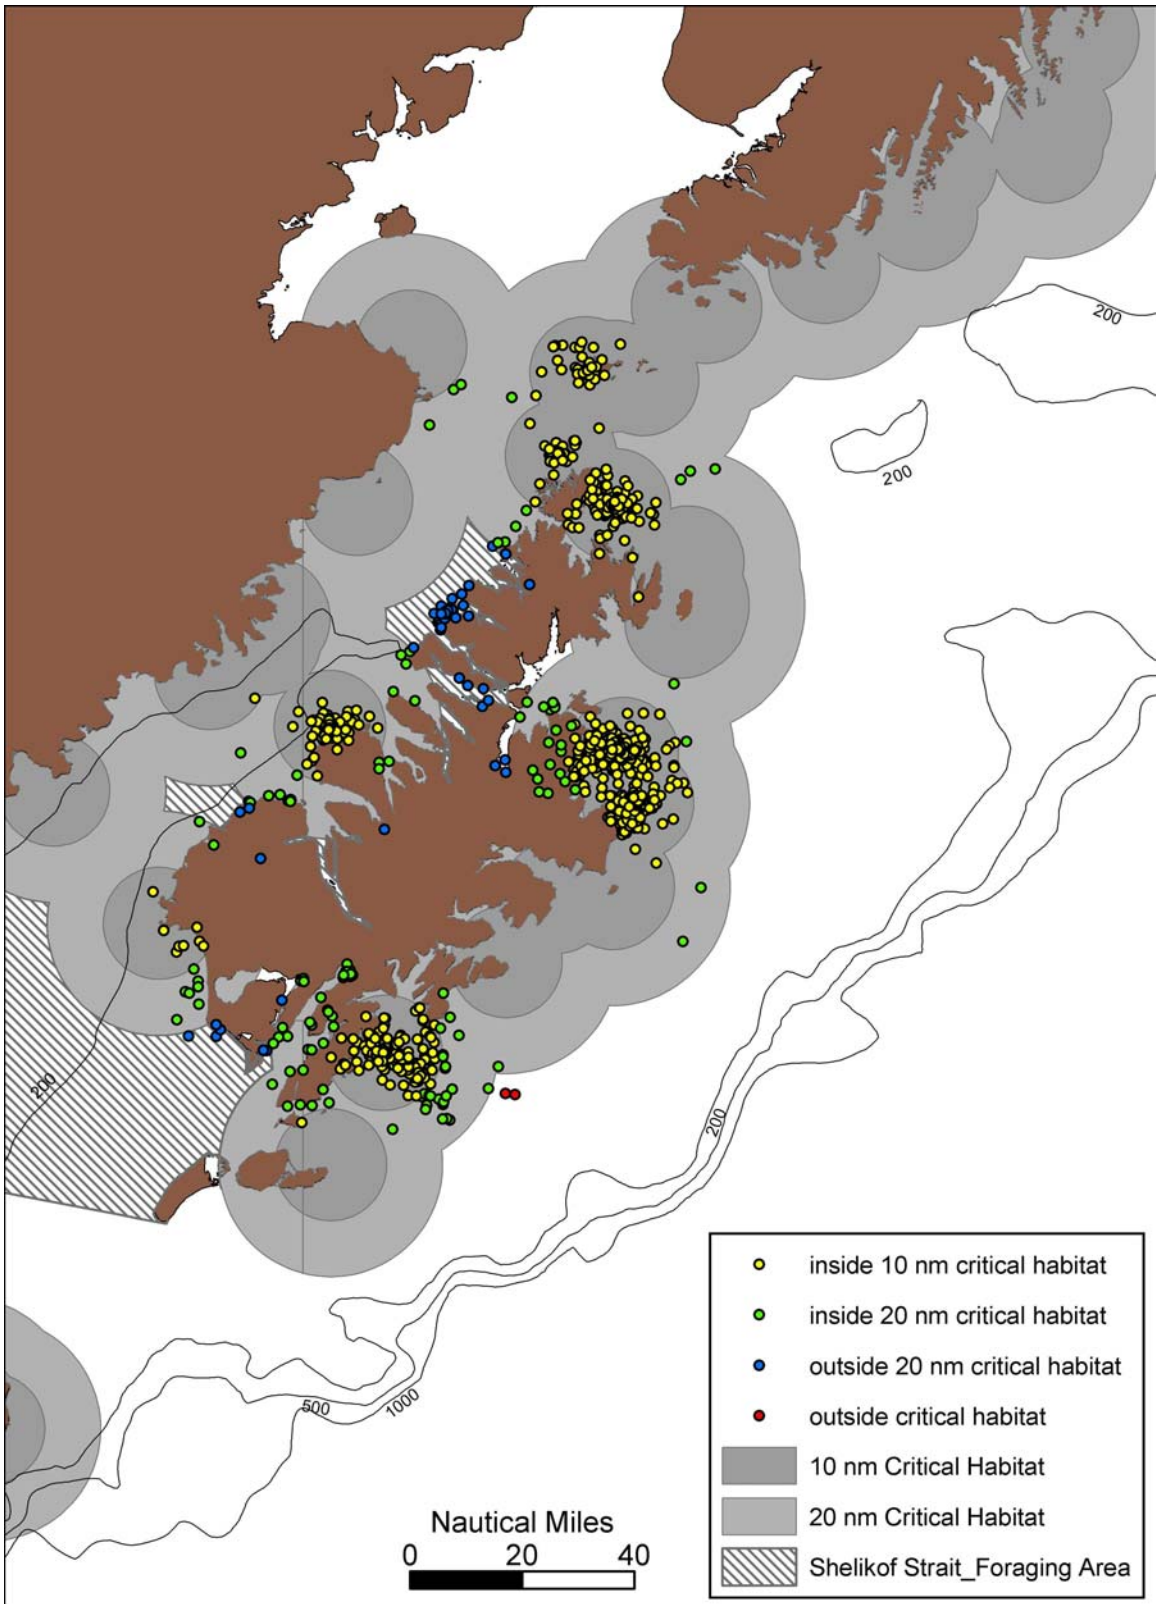 200
200
200
200
500
1000
Nautical Miles
0 20 40
inside 10 nm critical habitat
inside 20 nm critical habitat
outside 20 nm critical habitat
outside critical habitat
10 nm Critical Habitat
20 nm Critical Habitat
Shelikof Strait_Foraging Area